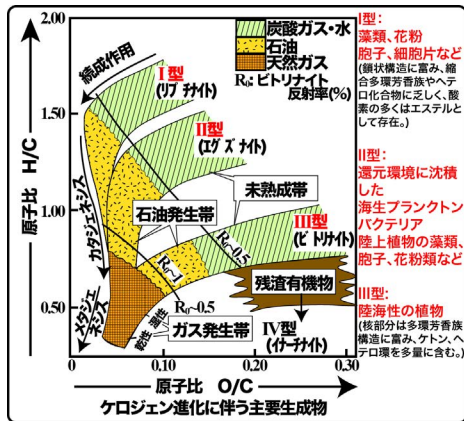 炭酸ガス・水
石油
天然ガス
R₀: ビトリナイト
反射率(%)
続成作用
Ⅰ型
(リプチナイト)
Ⅱ型
(エグズナイト)
未熟成帯
石油発生帯
Ⅲ型
(ビトリナイト)
カタジェネシス
メタジェネシス
R₀~0.5
R₀~1
R₀~0.5
湿性
乾性
ガス発生帯
残渣有機物
Ⅳ型
(イナーチナイト)
原子比 H/C
2.00
1.50
1.00
0.50
0
0.10
0.20
0.30
原子比 O/C
ケロジェン進化に伴う主要生成物
Ⅰ型:
藻類、花粉
胞子、細胞片など
(鎖状構造に富み、縮
合多環芳香族やヘテ
ロ化合物に乏しく、酸
素の多くはエステルと
して存在。)
Ⅱ型:
還元環境に沈積
した
海生プランクトン
バクテリア
陸上植物の藻類、
胞子、花粉類など
Ⅲ型:
陸海性の植物
(核部分は多環芳香族
構造に富み、ケトン、ヘ
テロ環を多量に含む。)